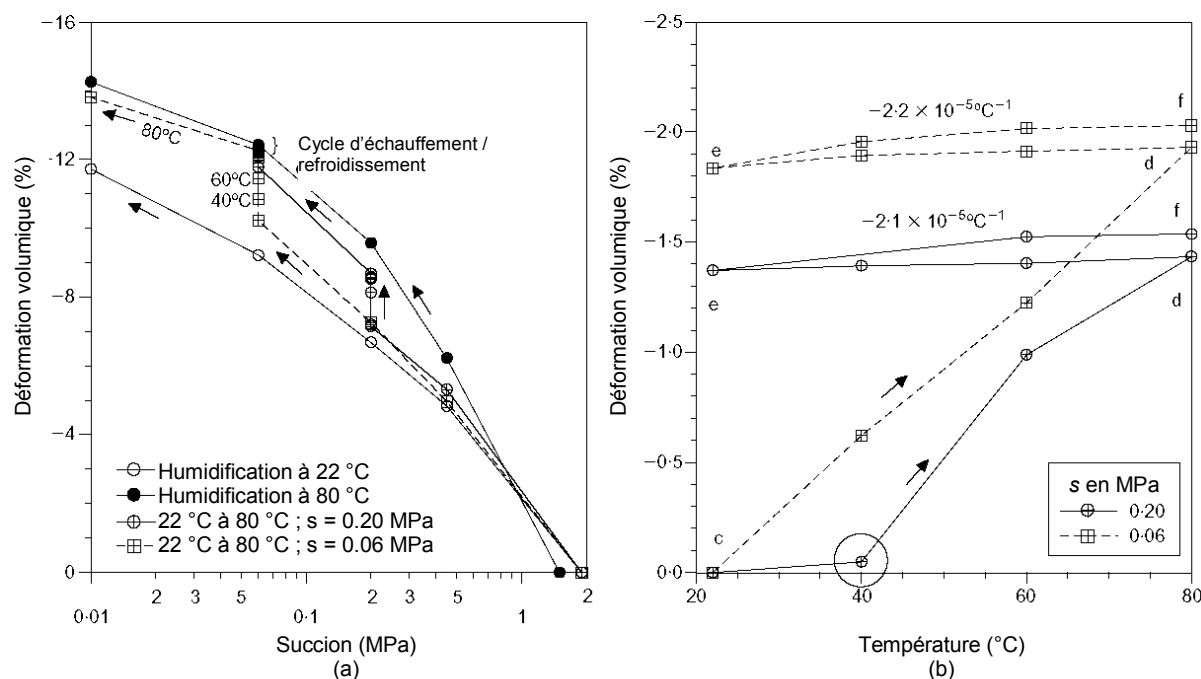 −16
−12
−8
−4
0
Déformation volumique (%)
80°C
60°C
40°C
Cycle d'échauffement /
refroidissement
Humidification à 22 °C
Humidification à 80 °C
22 °C à 80 °C ; s = 0.20 MPa
22 °C à 80 °C ; s = 0.06 MPa
0·01 2 3 5 0·1 2 3 5 1 2
Succion (MPa)
(a)
−2·5
−2·0
−1·5
−1·0
−0·5
0·0
Déformation volumique (%)
−2·2 × 10⁻⁵°C⁻¹
f
e
d
−2·1 × 10⁻⁵°C⁻¹
f
e
d
c
s en MPa
0·20
0·06
20 40 60 80
Température (°C)
(b)